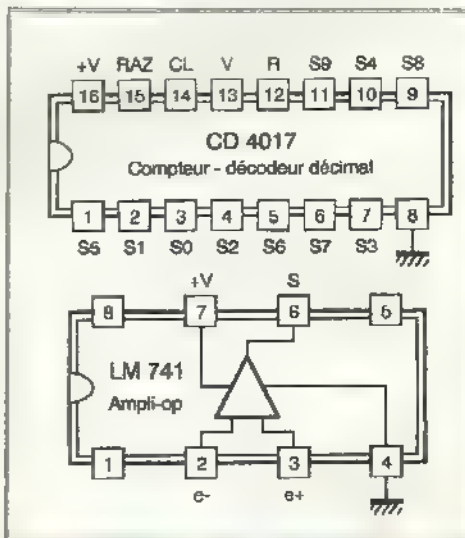 +V RAZ CL V R S9 S4 S8
16 15 14 13 12 11 10 9
CD 4017
Compteur - décodeur décimal
1 2 3 4 5 6 7 8
S5 S1 S0 S2 S6 S7 S3
+V S
8 7 6 5
LM 741
Ampli-op
1 2 3 4
e- e+